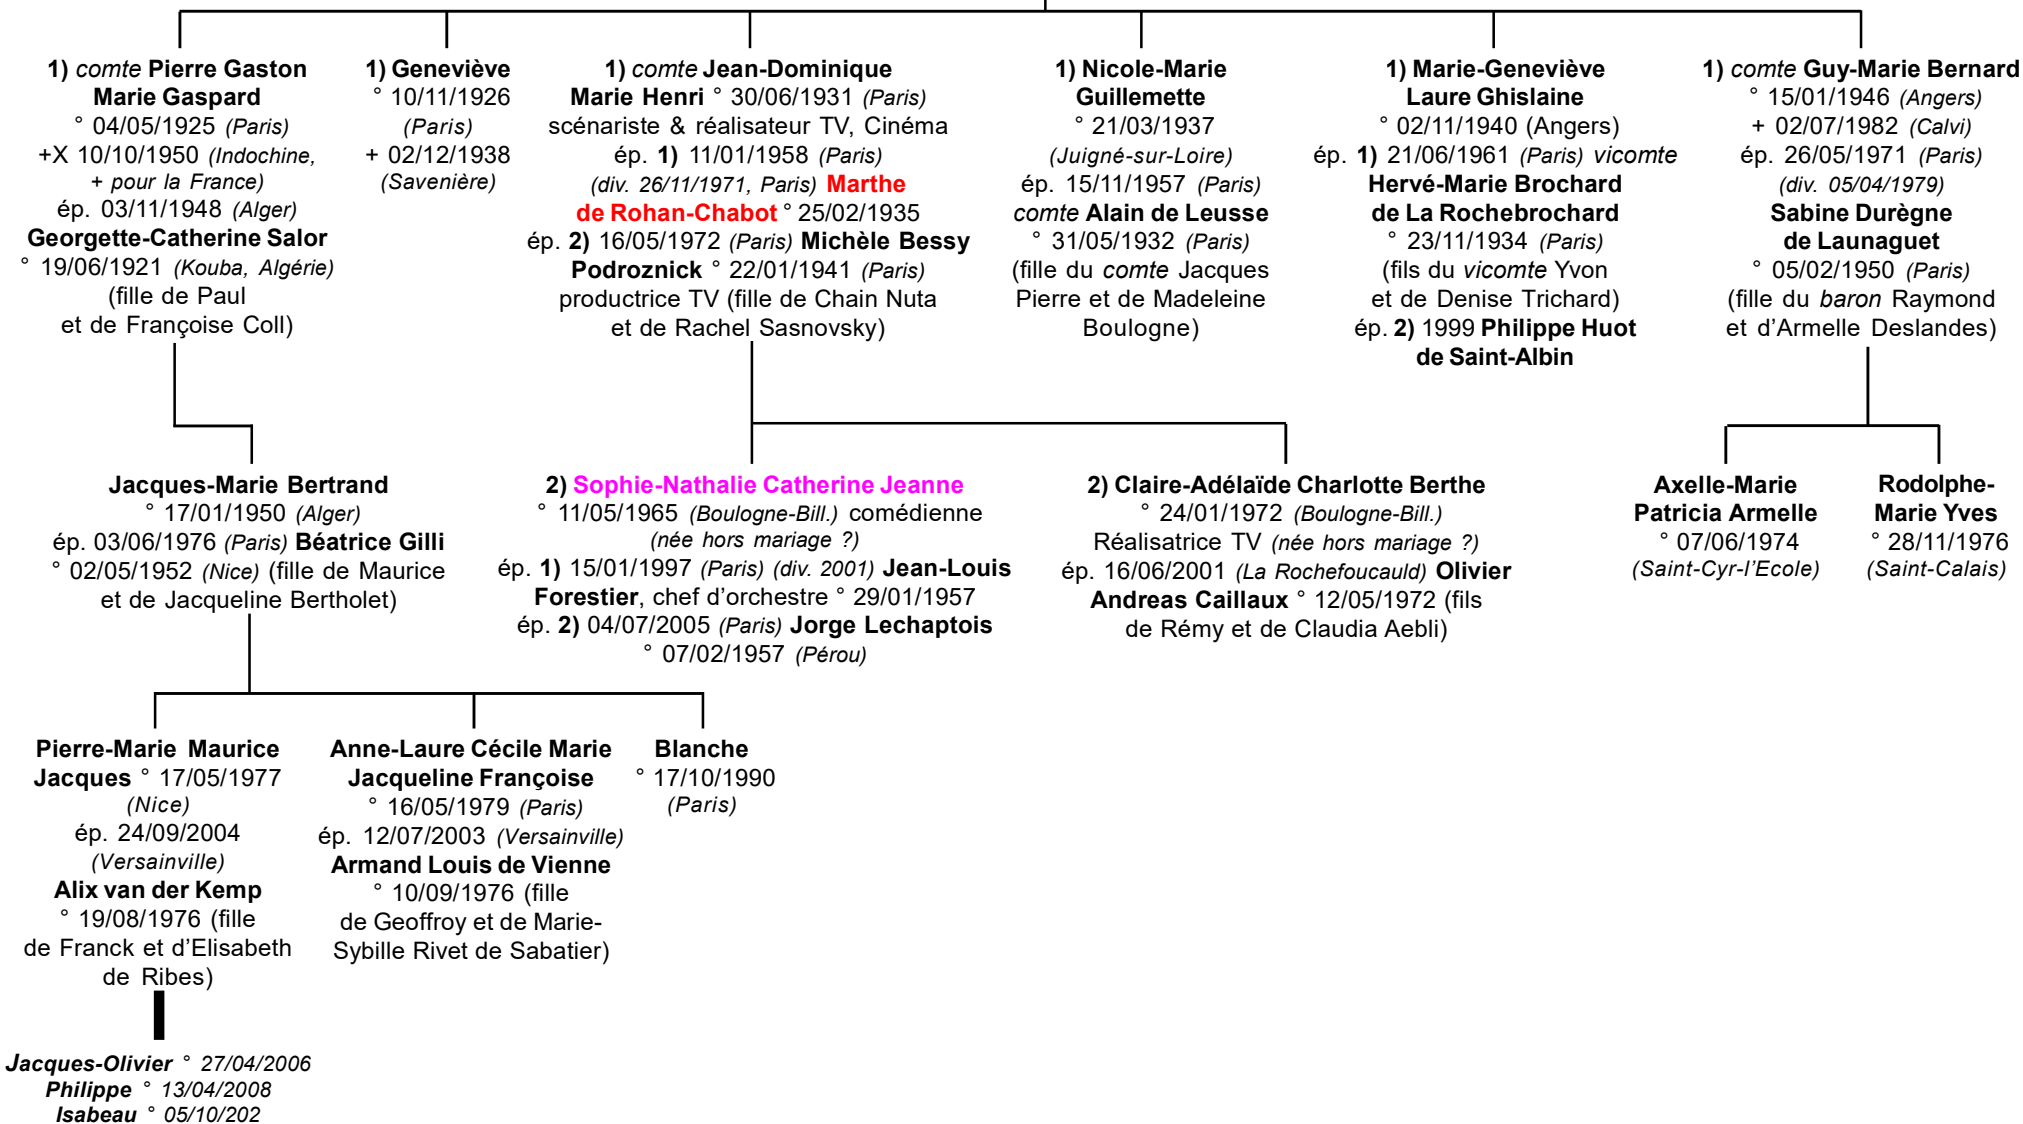 1) comte Pierre Gaston
Marie Gaspard
° 04/05/1925 (Paris)
+X 10/10/1950 (Indochine,
+ pour la France)
ép. 03/11/1948 (Alger)
Georgette-Catherine Salor
° 19/06/1921 (Kouba, Algérie)
(fille de Paul
et de Françoise Coll)
1) Geneviève
° 10/11/1926
(Paris)
+ 02/12/1938
(Savenière)
1) comte Jean-Dominique
Marie Henri ° 30/06/1931 (Paris)
scénariste & réalisateur TV, Cinéma
ép. 1) 11/01/1958 (Paris)
(div. 26/11/1971, Paris) Marthe
de Rohan-Chabot ° 25/02/1935
ép. 2) 16/05/1972 (Paris) Michèle Bessy
Podroznick ° 22/01/1941 (Paris)
productrice TV (fille de Chain Nuta
et de Rachel Sasnovsky)
1) Nicole-Marie
Guillemette
° 21/03/1937
(Juigné-sur-Loire)
ép. 15/11/1957 (Paris)
comte Alain de Leusse
° 31/05/1932 (Paris)
(fille du comte Jacques
Pierre et de Madeleine
Boulogne)
1) Marie-Geneviève
Laure Ghislaine
° 02/11/1940 (Angers)
ép. 1) 21/06/1961 (Paris) vicomte
Hervé-Marie Brochard
de La Rochebrochard
° 23/11/1934 (Paris)
(fils du vicomte Yvon
et de Denise Trichard)
ép. 2) 1999 Philippe Huot
de Saint-Albin
1) comte Guy-Marie Bernard
° 15/01/1946 (Angers)
+ 02/07/1982 (Calvi)
ép. 26/05/1971 (Paris)
(div. 05/04/1979)
Sabine Durègne
de Launaguet
° 05/02/1950 (Paris)
(fille du baron Raymond
et d'Armelle Deslandes)
Jacques-Marie Bertrand
° 17/01/1950 (Alger)
ép. 03/06/1976 (Paris) Béatrice Gilli
° 02/05/1952 (Nice) (fille de Maurice
et de Jacqueline Bertholet)
2) Sophie-Nathalie Catherine Jeanne
° 11/05/1965 (Boulogne-Bill.) comédienne
(née hors mariage ?)
ép. 1) 15/01/1997 (Paris) (div. 2001) Jean-Louis
Forestier, chef d'orchestre ° 29/01/1957
ép. 2) 04/07/2005 (Paris) Jorge Lechaptois
° 07/02/1957 (Pérou)
2) Claire-Adélaïde Charlotte Berthe
° 24/01/1972 (Boulogne-Bill.)
Réalisatrice TV (née hors mariage ?)
ép. 16/06/2001 (La Rochefoucauld) Olivier
Andreas Caillaux ° 12/05/1972 (fils
de Rémy et de Claudia Aebli)
Axelle-Marie
Patricia Armelle
° 07/06/1974
(Saint-Cyr-l'Ecole)
Rodolphe-
Marie Yves
° 28/11/1976
(Saint-Calais)
Pierre-Marie Maurice
Jacques ° 17/05/1977
(Nice)
ép. 24/09/2004
(Versainville)
Alix van der Kemp
° 19/08/1976 (fille
de Franck et d'Elisabeth
de Ribes)
Anne-Laure Cécile Marie
Jacqueline Françoise
° 16/05/1979 (Paris)
ép. 12/07/2003 (Versainville)
Armand Louis de Vienne
° 10/09/1976 (fille
de Geoffroy et de Marie-
Sybille Rivet de Sabatier)
Blanche
° 17/10/1990
(Paris)
Jacques-Olivier ° 27/04/2006
Philippe ° 13/04/2008
Isabeau ° 05/10/202